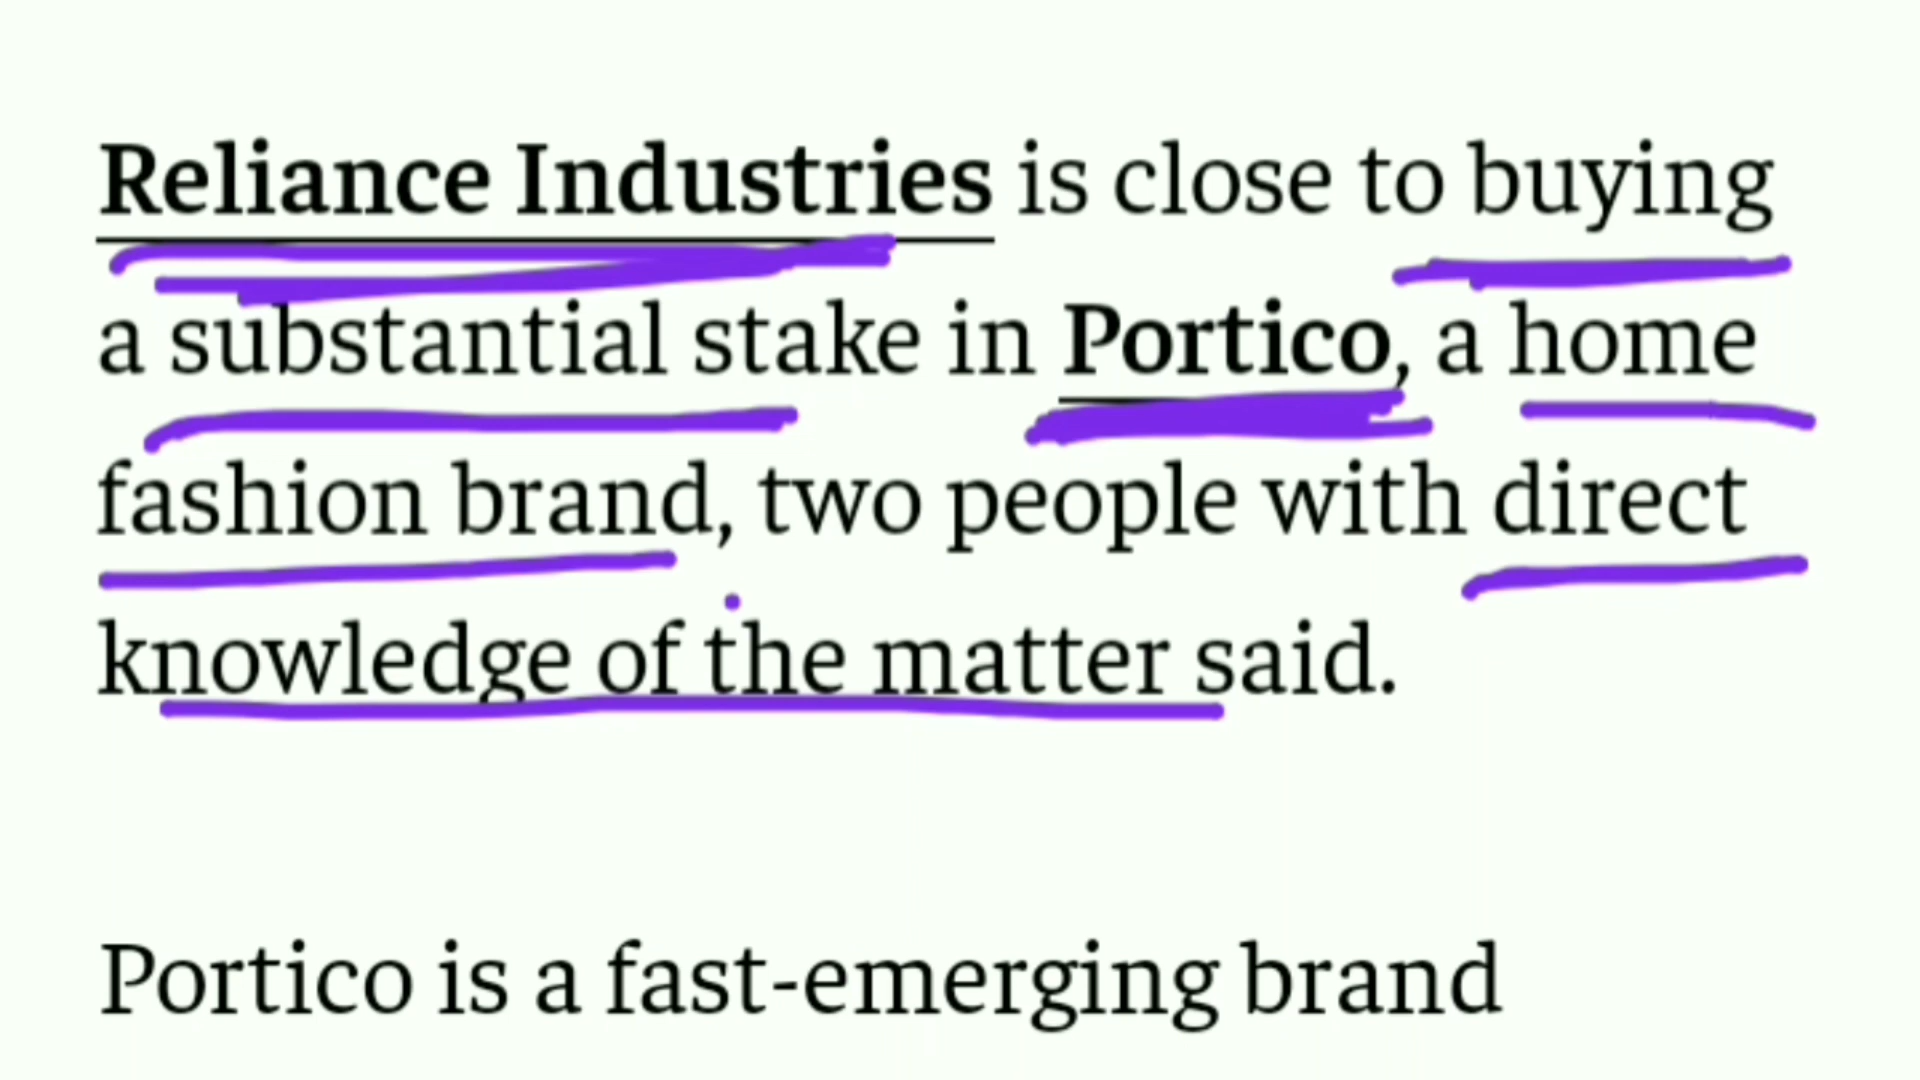 Reliance Industries is close to buying
a substantial stake in Portico, a home
fashion brand, two people with direct
knowledge of the matter said.
Portico is a fast-emerging brand